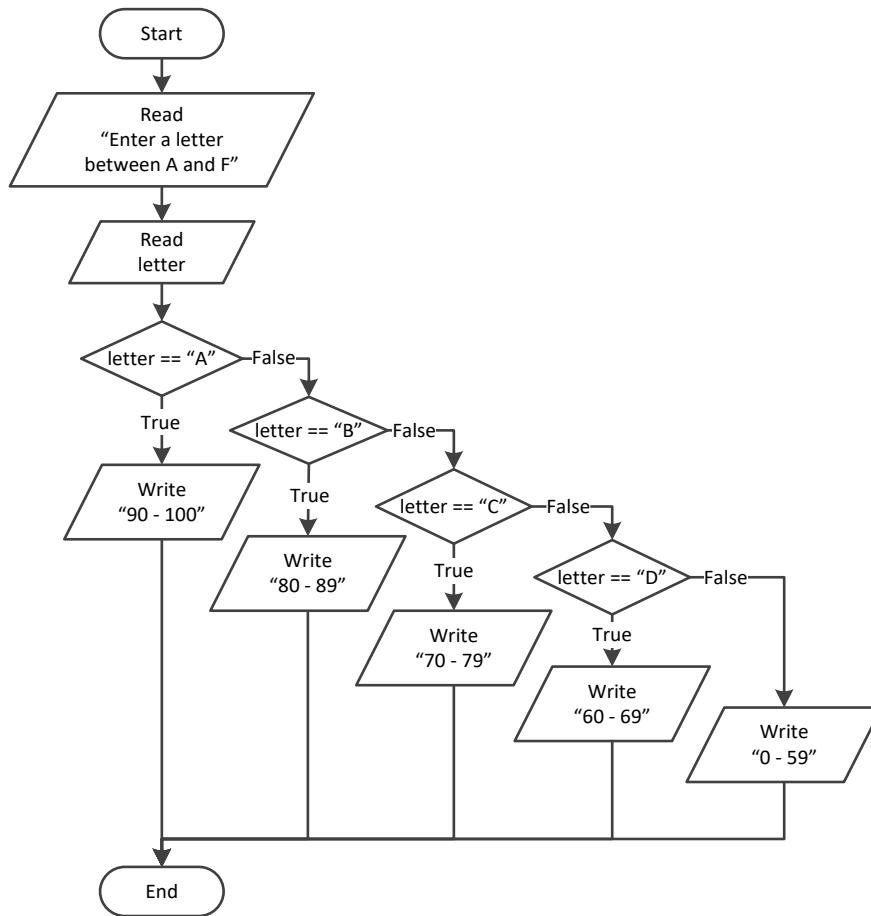 Start
Read
“Enter a letter
between A and F”
Read
letter
letter == “A”
False
True
letter == “B”
False
Write
“90 - 100”
True
letter == “C”
False
Write
“80 - 89”
True
letter == “D”
False
Write
“70 - 79”
True
Write
“60 - 69”
Write
“0 - 59”
End